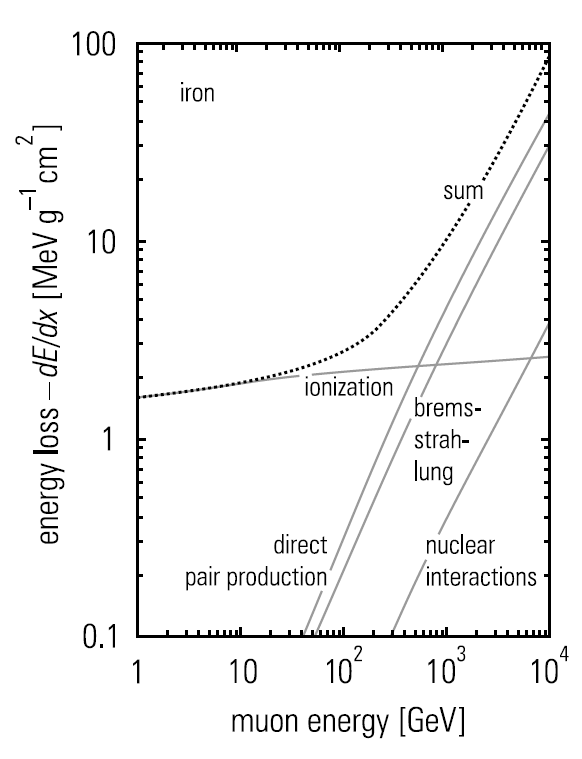 100
iron
sum
10
ionization
brems-
strah-
lung
1
direct
pair production
nuclear
interactions
0.1
1
10
10²
10³
10⁴
muon energy [GeV]
energy loss – dE/dx [MeV g⁻¹ cm²]